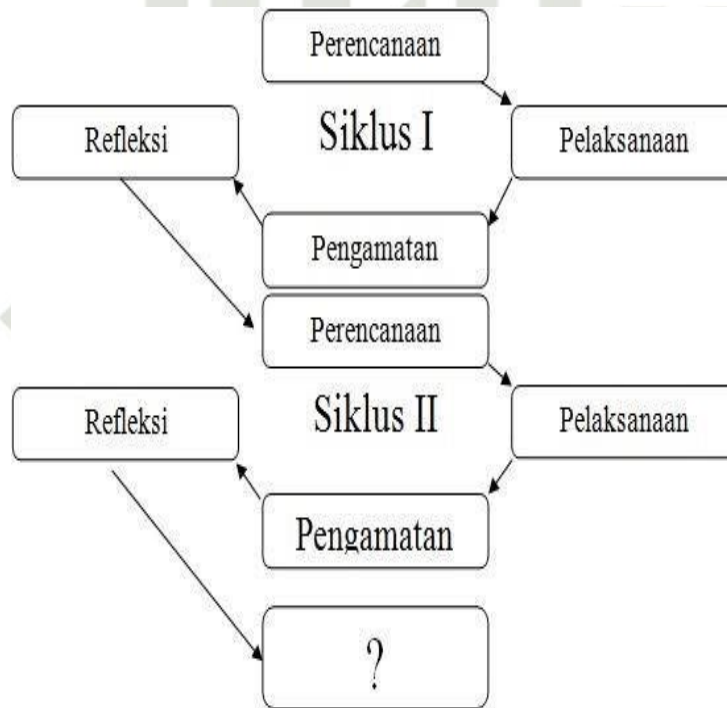 Perencanaan
Siklus I
Refleksi
Pelaksanaan
Pengamatan
Perencanaan
Siklus II
Refleksi
Pelaksanaan
Pengamatan
?